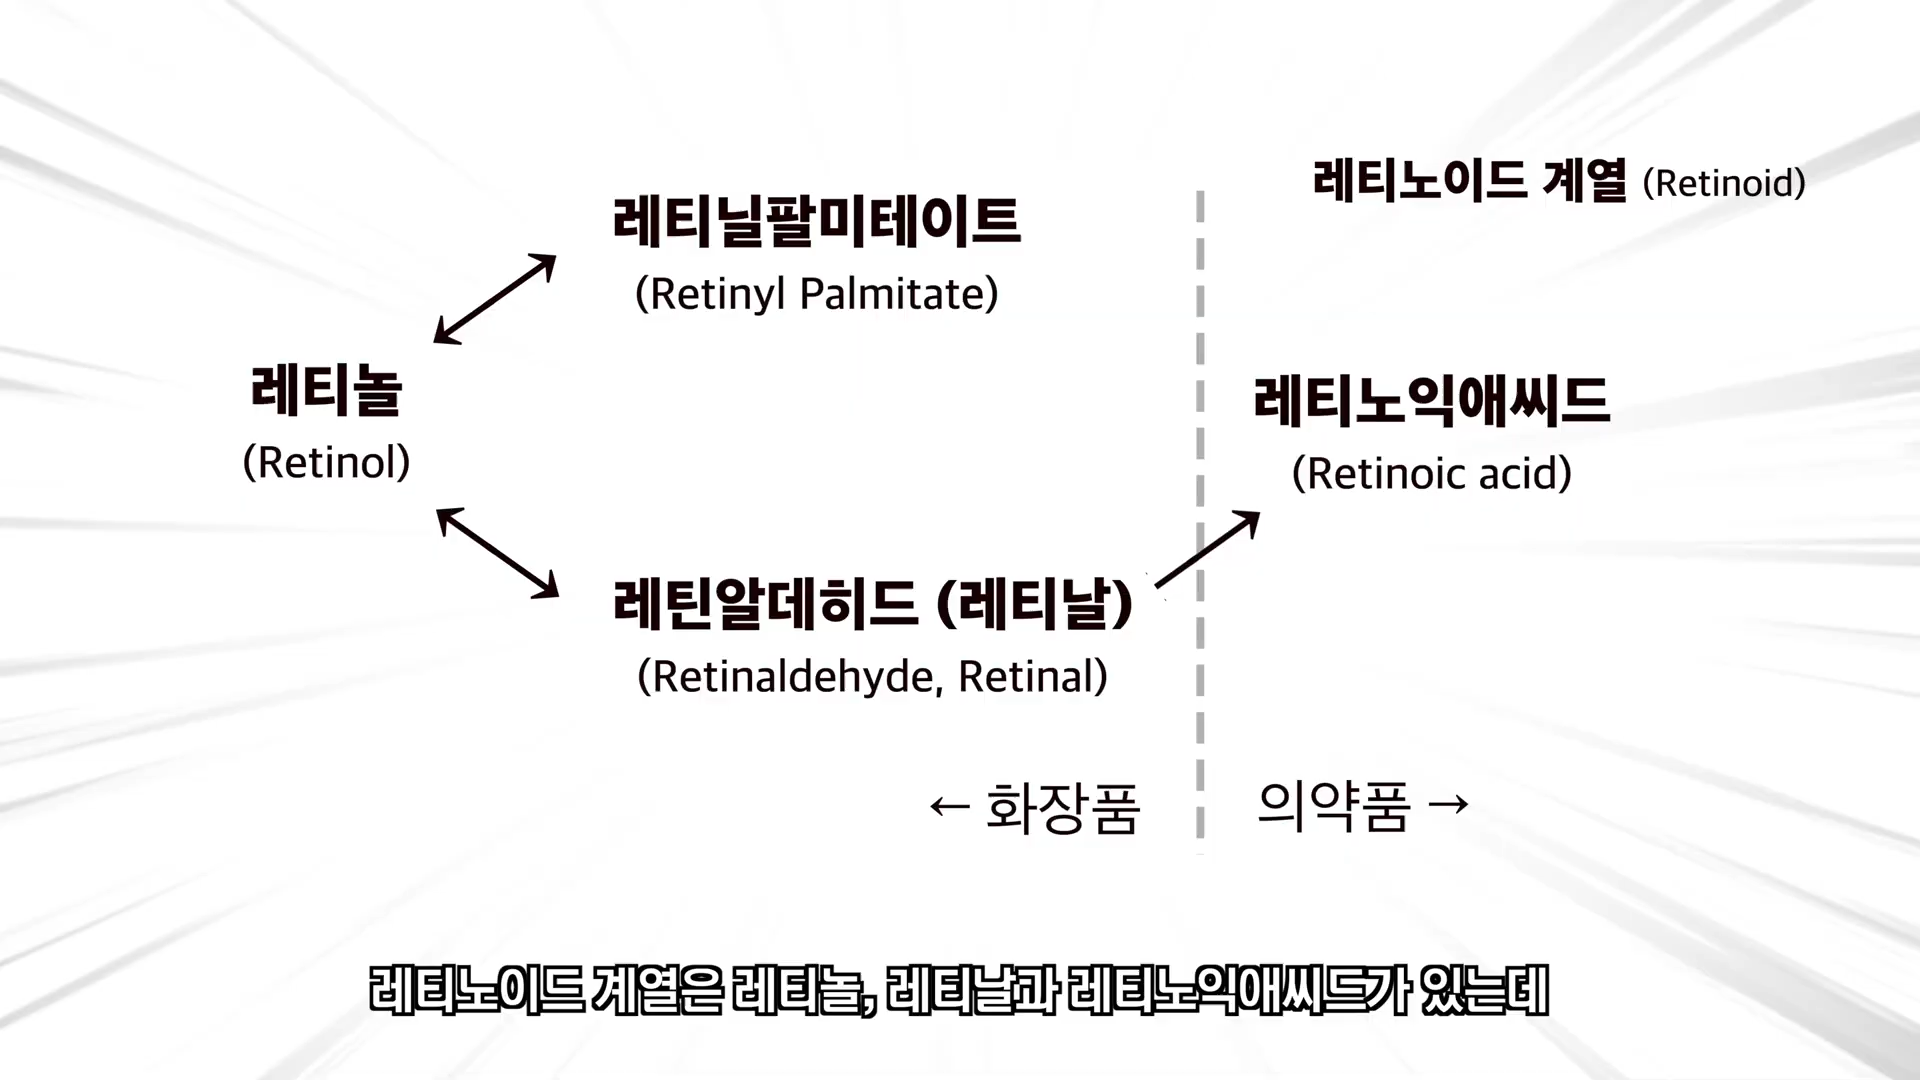 레티노이드 계열 (Retinoid)
레티닐팔미테이트
(Retinyl Palmitate)
레티놀
(Retinol)
레티노익애씨드
(Retinoic acid)
레틴알데히드 (레티날)
(Retinaldehyde, Retinal)
← 화장품
의약품 →
레티노이드 계열은 레티놀, 레티날과 레티노익애씨드가 있는데